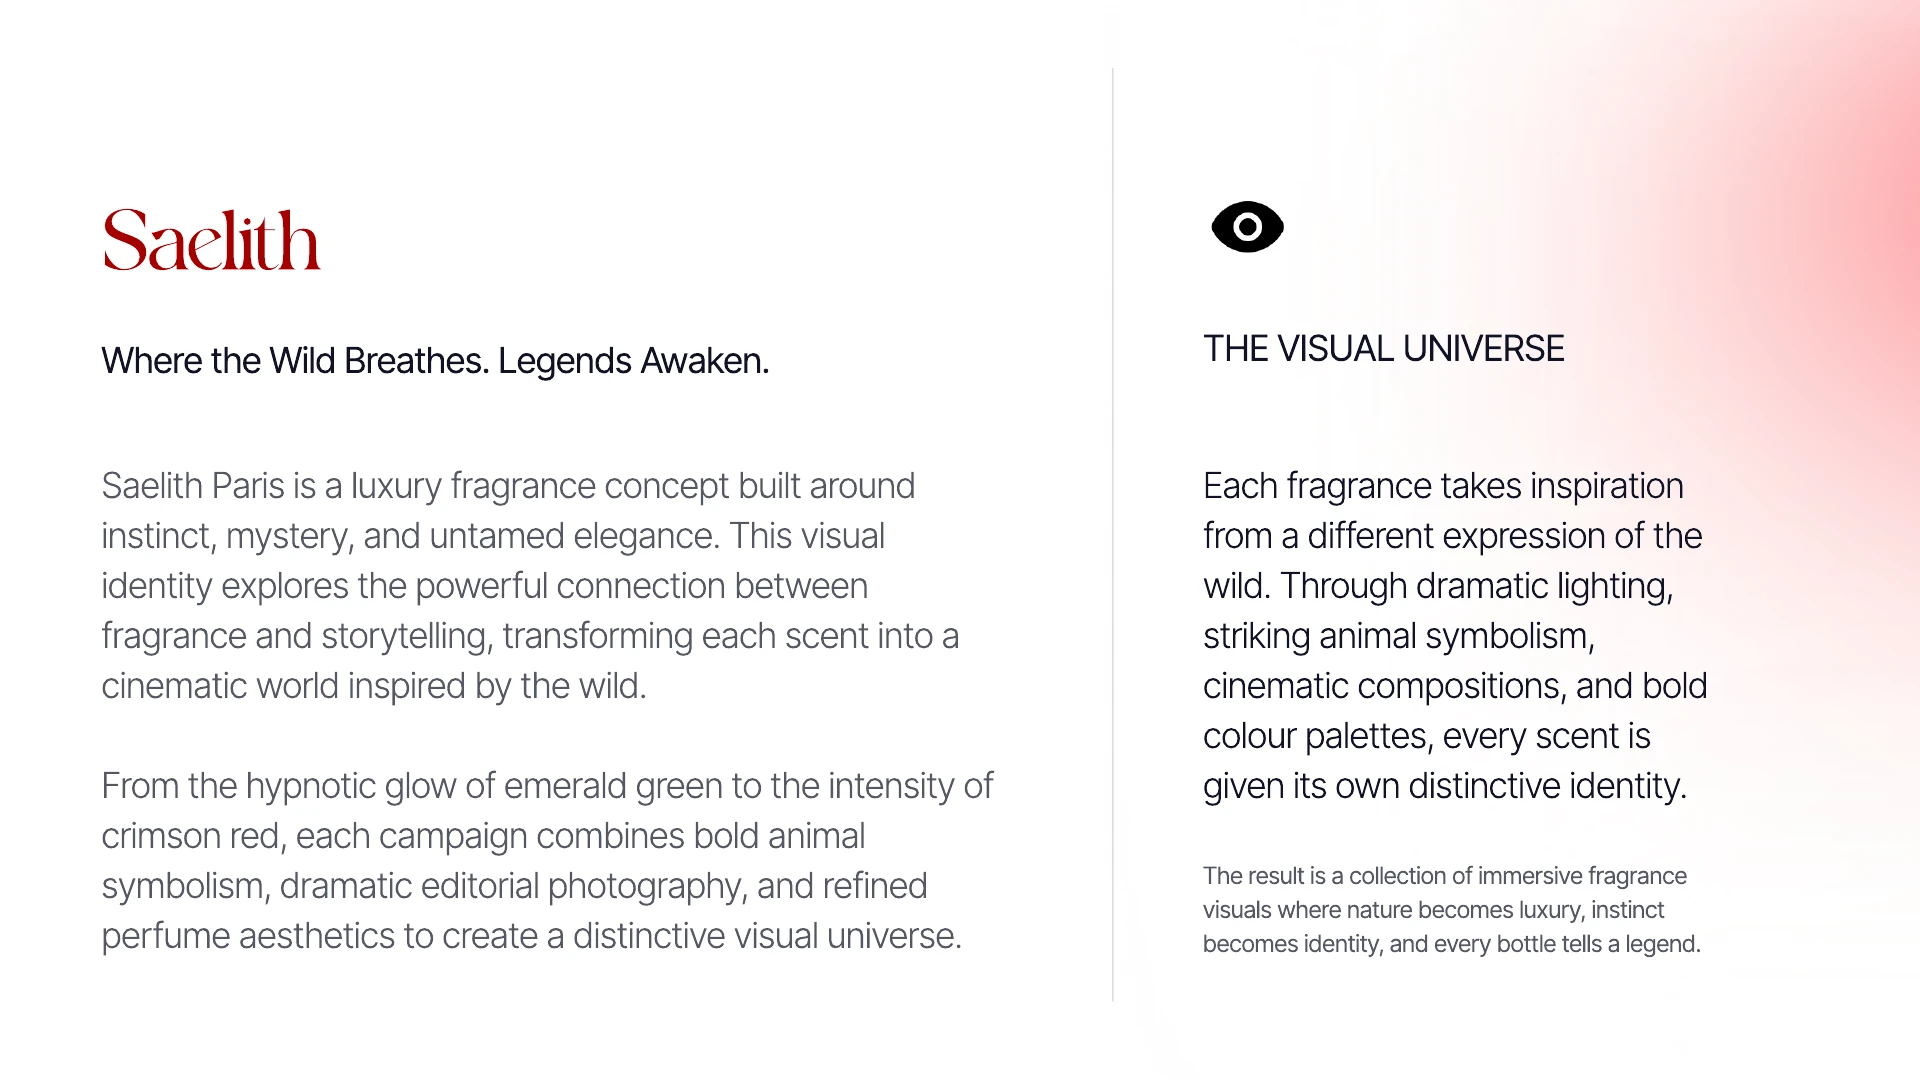 Saelith
Where the Wild Breathes. Legends Awaken.
Saelith Paris is a luxury fragrance concept built around
instinct, mystery, and untamed elegance. This visual
identity explores the powerful connection between
fragrance and storytelling, transforming each scent into a
cinematic world inspired by the wild.
From the hypnotic glow of emerald green to the intensity of
crimson red, each campaign combines bold animal
symbolism, dramatic editorial photography, and refined
perfume aesthetics to create a distinctive visual universe.
THE VISUAL UNIVERSE
Each fragrance takes inspiration
from a different expression of the
wild. Through dramatic lighting,
striking animal symbolism,
cinematic compositions, and bold
colour palettes, every scent is
given its own distinctive identity.
The result is a collection of immersive fragrance
visuals where nature becomes luxury, instinct
becomes identity, and every bottle tells a legend.